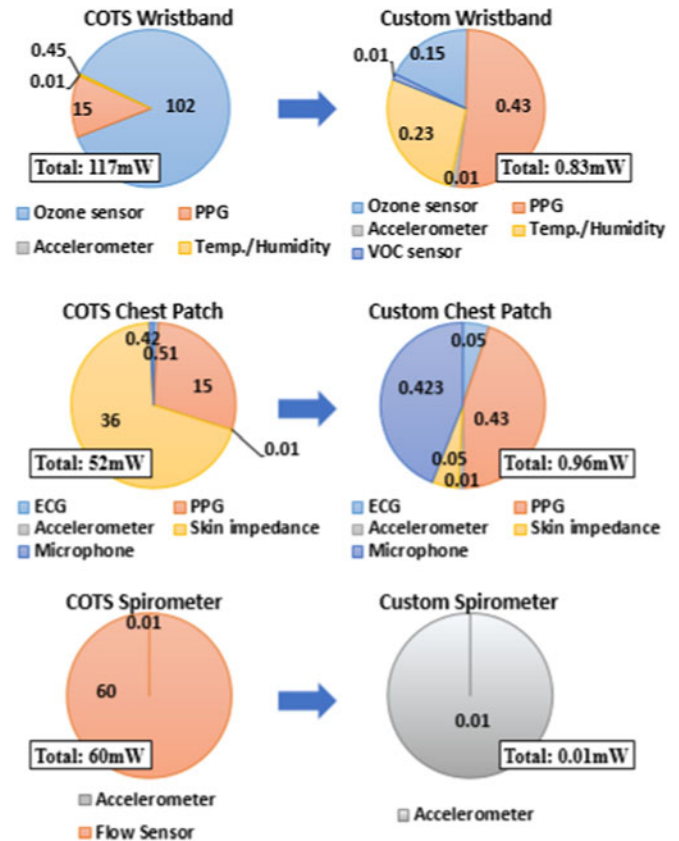 COTS Wristband
0.45
0.01
15
102
Total: 117mW
Ozone sensor PPG
Accelerometer Temp./Humidity
Custom Wristband
0.01
0.15
0.43
0.23
0.01
Total: 0.83mW
Ozone sensor PPG
Accelerometer Temp./Humidity
VOC sensor
COTS Chest Patch
0.42
0.51
15
36
0.01
Total: 52mW
ECG PPG
Accelerometer Skin impedance
Microphone
Custom Chest Patch
0.05
0.423
0.43
0.05
0.01
Total: 0.96mW
ECG PPG
Accelerometer Skin impedance
Microphone
COTS Spirometer
0.01
60
Total: 60mW
Accelerometer
Flow Sensor
Custom Spirometer
0.01
Total: 0.01mW
Accelerometer